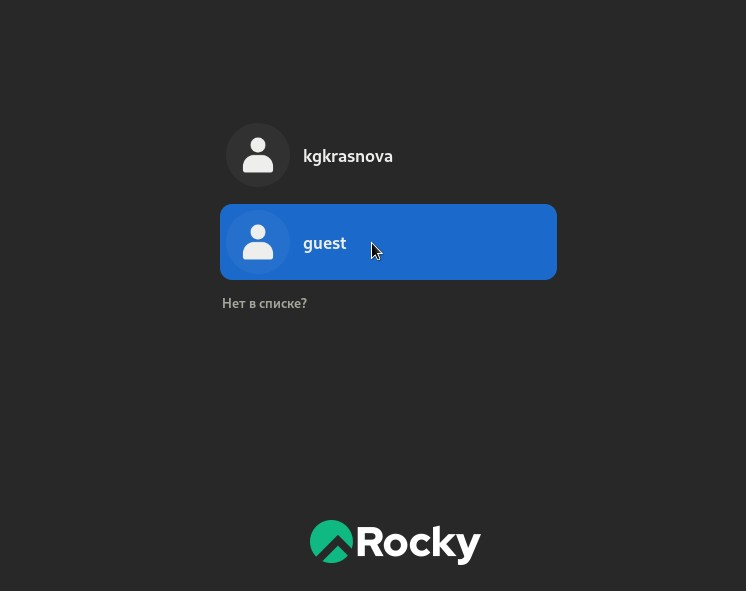 kgkrasnova
guest
Нет в списке?
Rocky